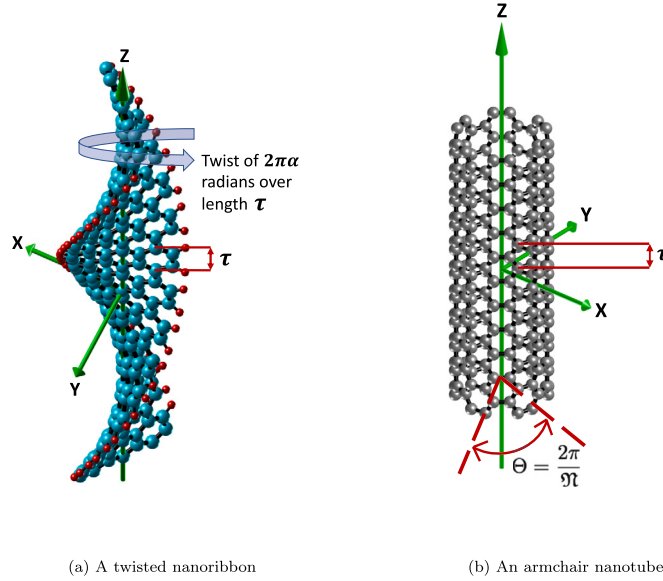 Z
Twist of 2πα
radians over
length τ
X
τ
Y
(a) A twisted nanoribbon
Z
Y
τ
X
Θ = 2π/𝔑
(b) An armchair nanotube